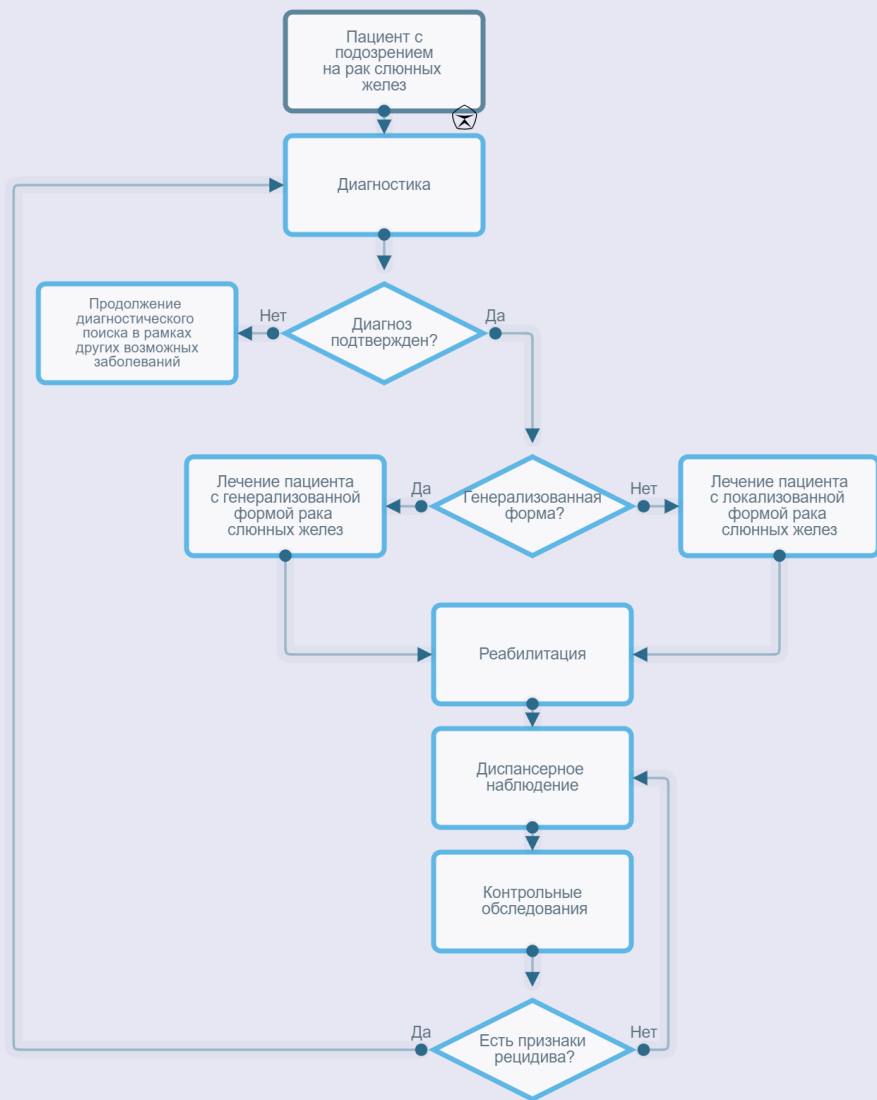 Пациент с
подозрением
на рак слюнных
желез
Диагностика
Продолжение
диагностического
поиска в рамках
других возможных
заболеваний
Нет
Диагноз
подтвержден?
Да
Лечение пациента
с генерализованной
формой рака
слюнных желез
Да
Генерализованная
форма?
Нет
Лечение пациента
с локализованной
формой рака
слюнных желез
Реабилитация
Диспансерное
наблюдение
Контрольные
обследования
Да
Есть признаки
рецидива?
Нет